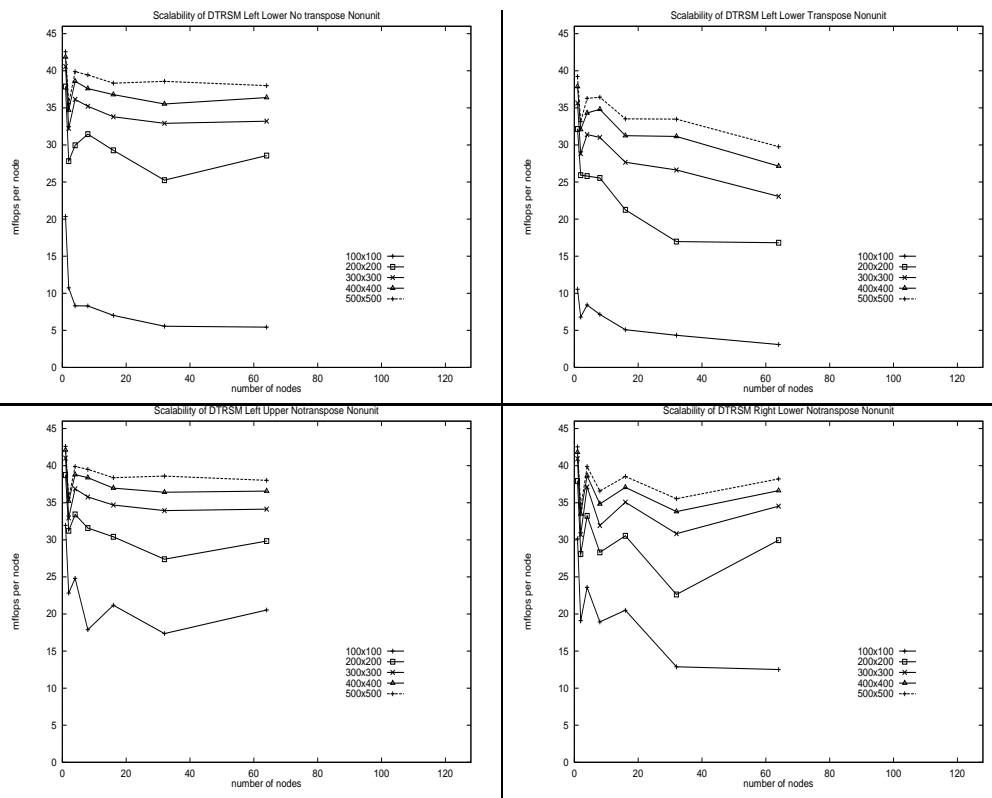 Scalability of DTRSM Left Lower No transpose Nonunit
45
40
35
30
25
20
15
10
5
0
mflops per node
100x100
200x200
300x300
400x400
500x500
0 20 40 60 80 100 120
number of nodes
Scalability of DTRSM Left Lower Transpose Nonunit
45
40
35
30
25
20
15
10
5
0
mflops per node
100x100
200x200
300x300
400x400
500x500
0 20 40 60 80 100 120
number of nodes
Scalability of DTRSM Left Upper Notranspose Nonunit
45
40
35
30
25
20
15
10
5
0
mflops per node
100x100
200x200
300x300
400x400
500x500
0 20 40 60 80 100 120
number of nodes
Scalability of DTRSM Right Lower Notranspose Nonunit
45
40
35
30
25
20
15
10
5
0
mflops per node
100x100
200x200
300x300
400x400
500x500
0 20 40 60 80 100 120
number of nodes